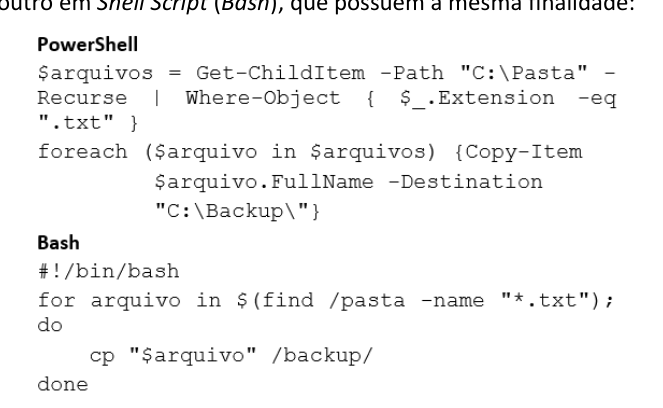 outro em Shell Script (Bash), que possuem a mesma finalidade:
PowerShell
$arquivos = Get-ChildItem -Path "C:\Pasta" -
Recurse | Where-Object { $_.Extension -eq
".txt" }
foreach ($arquivo in $arquivos) {Copy-Item
$arquivo.FullName -Destination
"C:\Backup\"}
Bash
#!/bin/bash
for arquivo in $(find /pasta -name "*.txt");
do
cp "$arquivo" /backup/
done